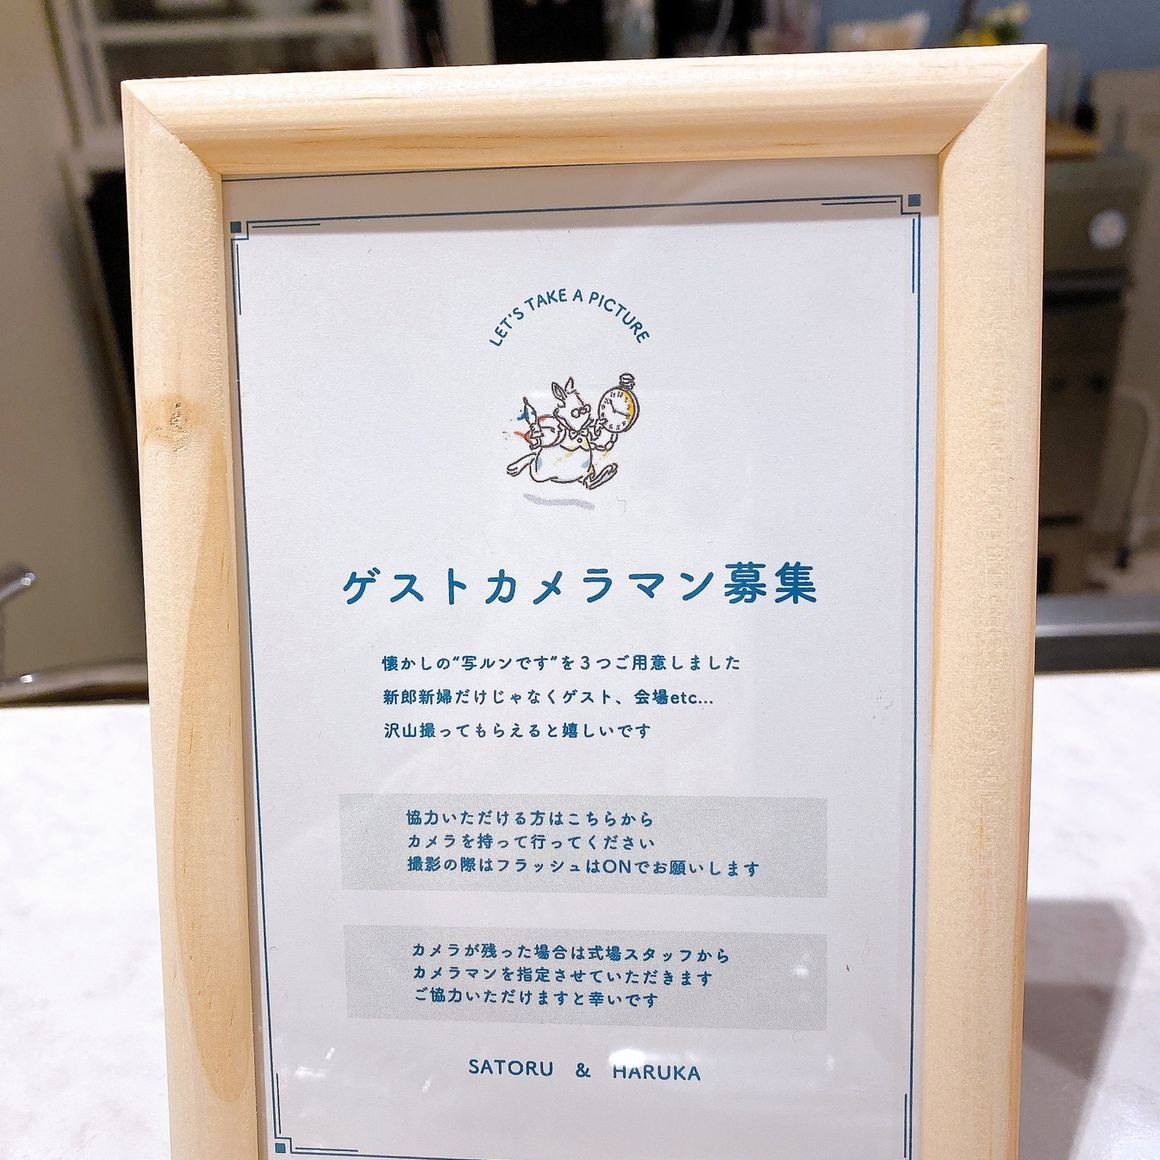 LET'S TAKE A PICTURE
ゲストカメラマン募集
懐かしの“写ルンです”を３つご用意しました
新郎新婦だけじゃなくゲスト、会場etc...
沢山撮ってもらえると嬉しいです
協力いただける方はこちらから
カメラを持って行ってください
撮影の際はフラッシュはONでお願いします
カメラが残った場合は式場スタッフから
カメラマンを指定させていただきます
ご協力いただけますと幸いです
SATORU & HARUKA